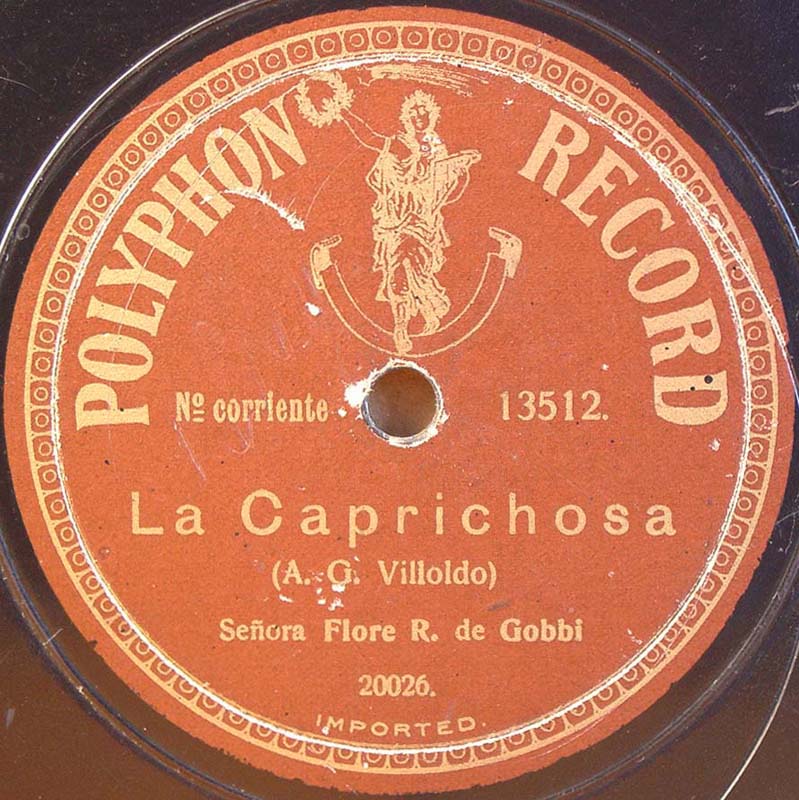 POLYPHON RECORD
Nº corriente 13512.
La Caprichosa
(A. G. Villoldo)
Señora Flore R. de Gobbi
20026.
IMPORTED.